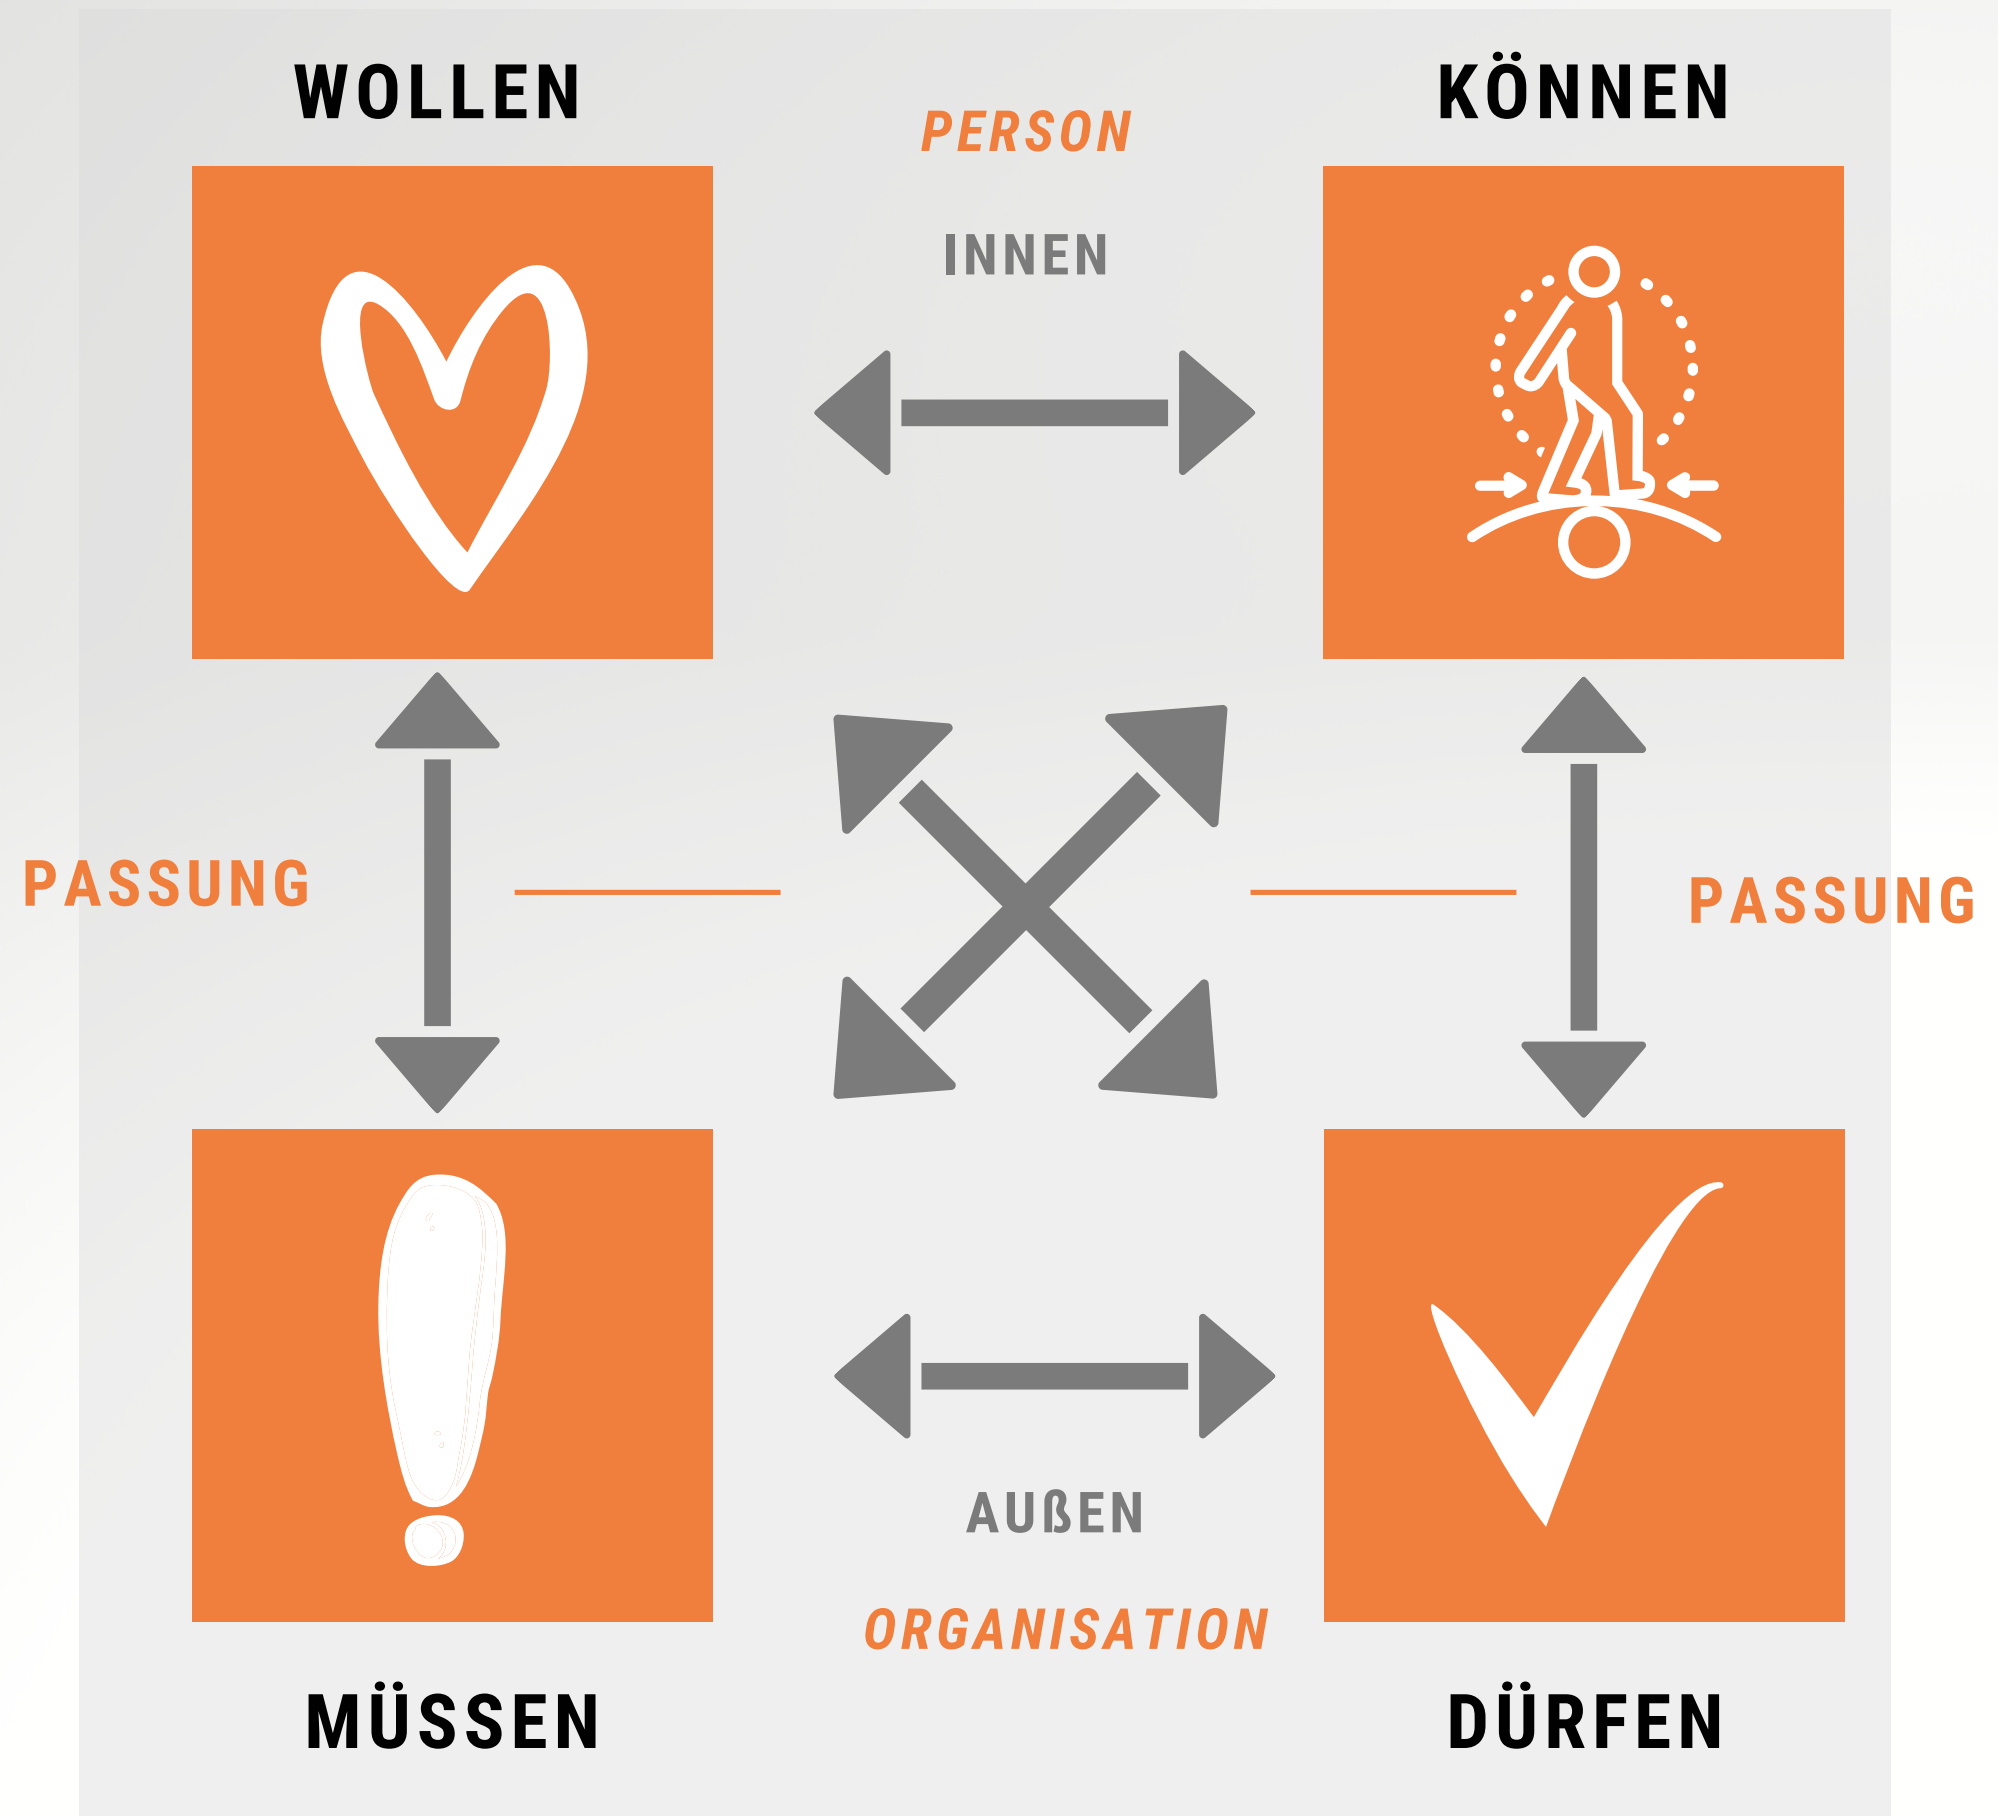 WOLLEN
KÖNNEN
PERSON
INNEN
PASSUNG
PASSUNG
AUßEN
ORGANISATION
MÜSSEN
DÜRFEN